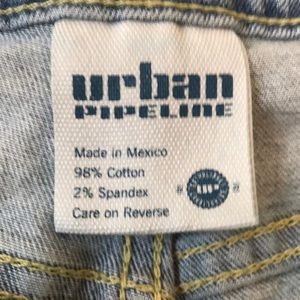 urban
PIPELINE
Made in Mexico
98% Cotton
2% Spandex
Care on Reverse